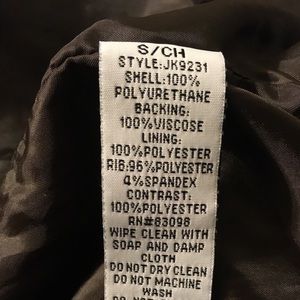 S/CH
STYLE:JK9231
SHELL:100%
POLYURETHANE
BACKING:
100%VISCOSE
LINING:
100%POLYESTER
RIB:96%POLYESTER
4%SPANDEX
CONTRAST:
100%POLYESTER
RN#83098
WIPE CLEAN WITH
SOAP AND DAMP
CLOTH
DO NOT DRY CLEAN
DO NOT MACHINE
WASH